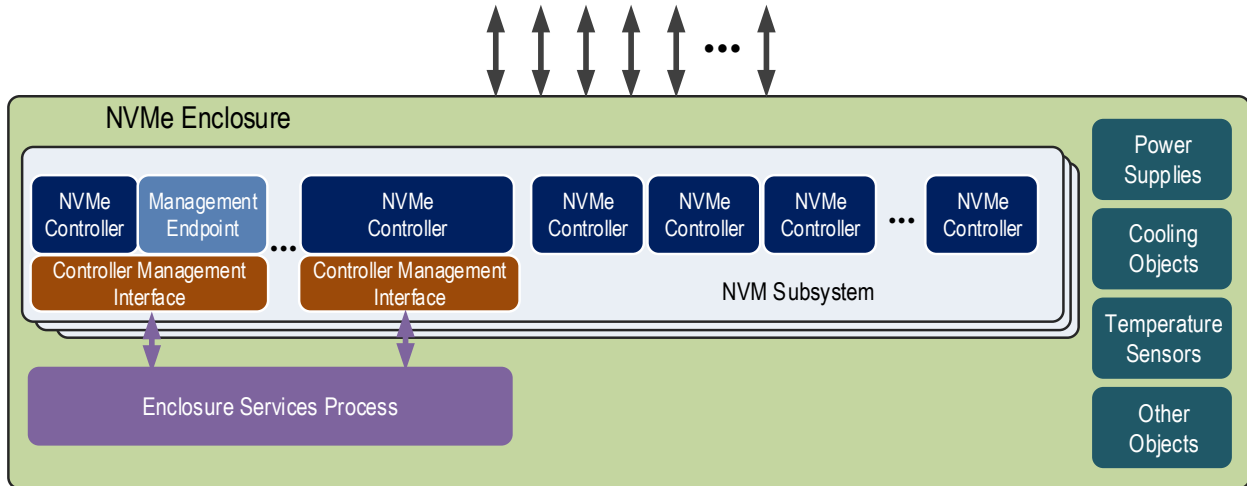 ...
NVMe Enclosure
NVMe
Controller
Management
Endpoint
...
NVMe
Controller
NVMe
Controller
NVMe
Controller
NVMe
Controller
...
NVMe
Controller
Controller Management
Interface
Controller Management
Interface
NVM Subsystem
Enclosure Services Process
Power
Supplies
Cooling
Objects
Temperature
Sensors
Other
Objects